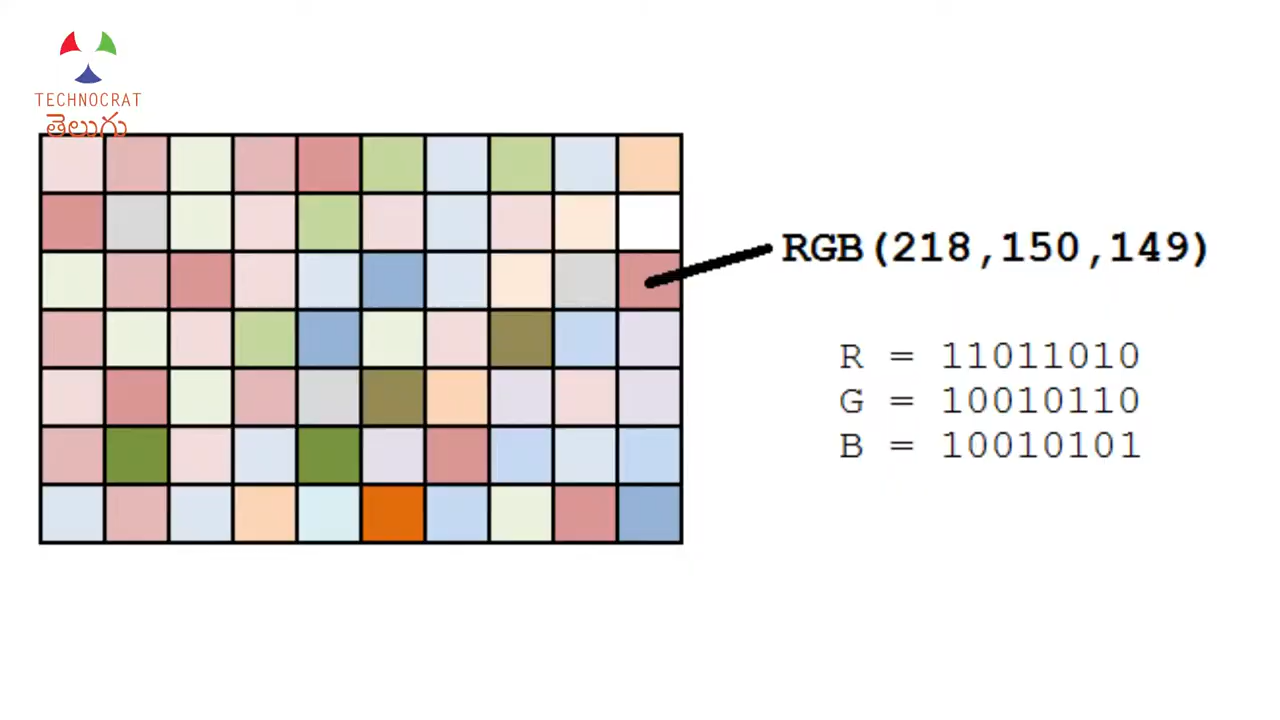 TECHNOCRAT
తెలుగు
RGB(218,150,149)
R = 11011010
G = 10010110
B = 10010101